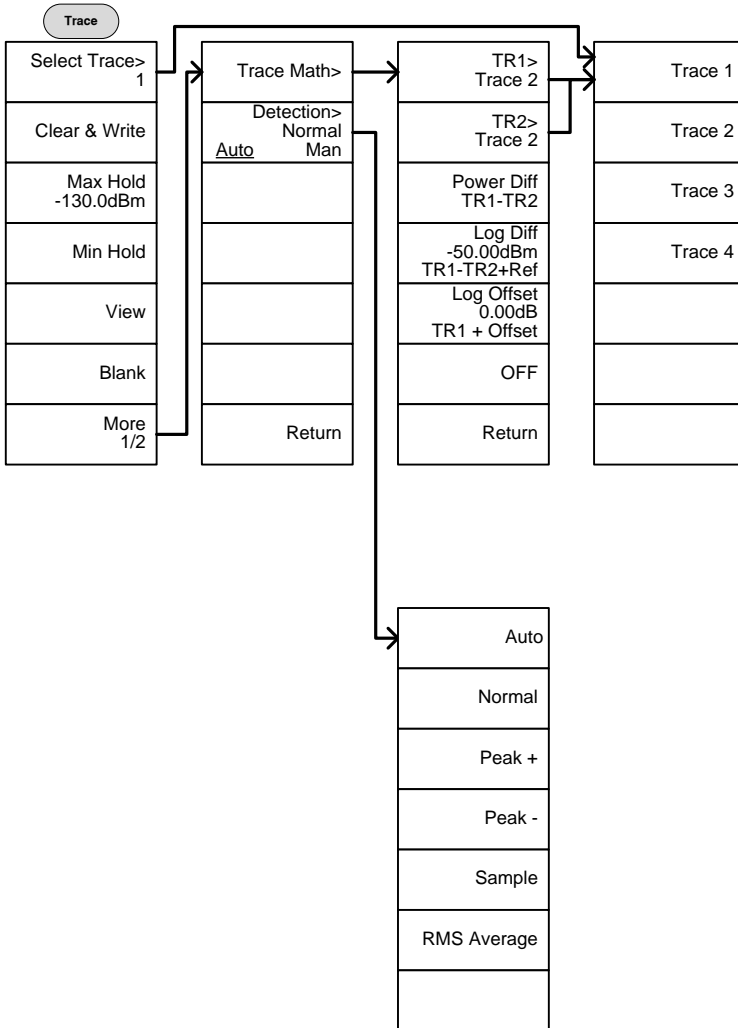 Trace
Select Trace>
1
Clear & Write
Max Hold
-130.0dBm
Min Hold
View
Blank
More
1/2
Trace Math>
Detection>
Normal
Auto Man
Return
TR1>
Trace 2
TR2>
Trace 2
Power Diff
TR1-TR2
Log Diff
-50.00dBm
TR1-TR2+Ref
Log Offset
0.00dB
TR1 + Offset
OFF
Return
Trace 1
Trace 2
Trace 3
Trace 4
Auto
Normal
Peak +
Peak -
Sample
RMS Average